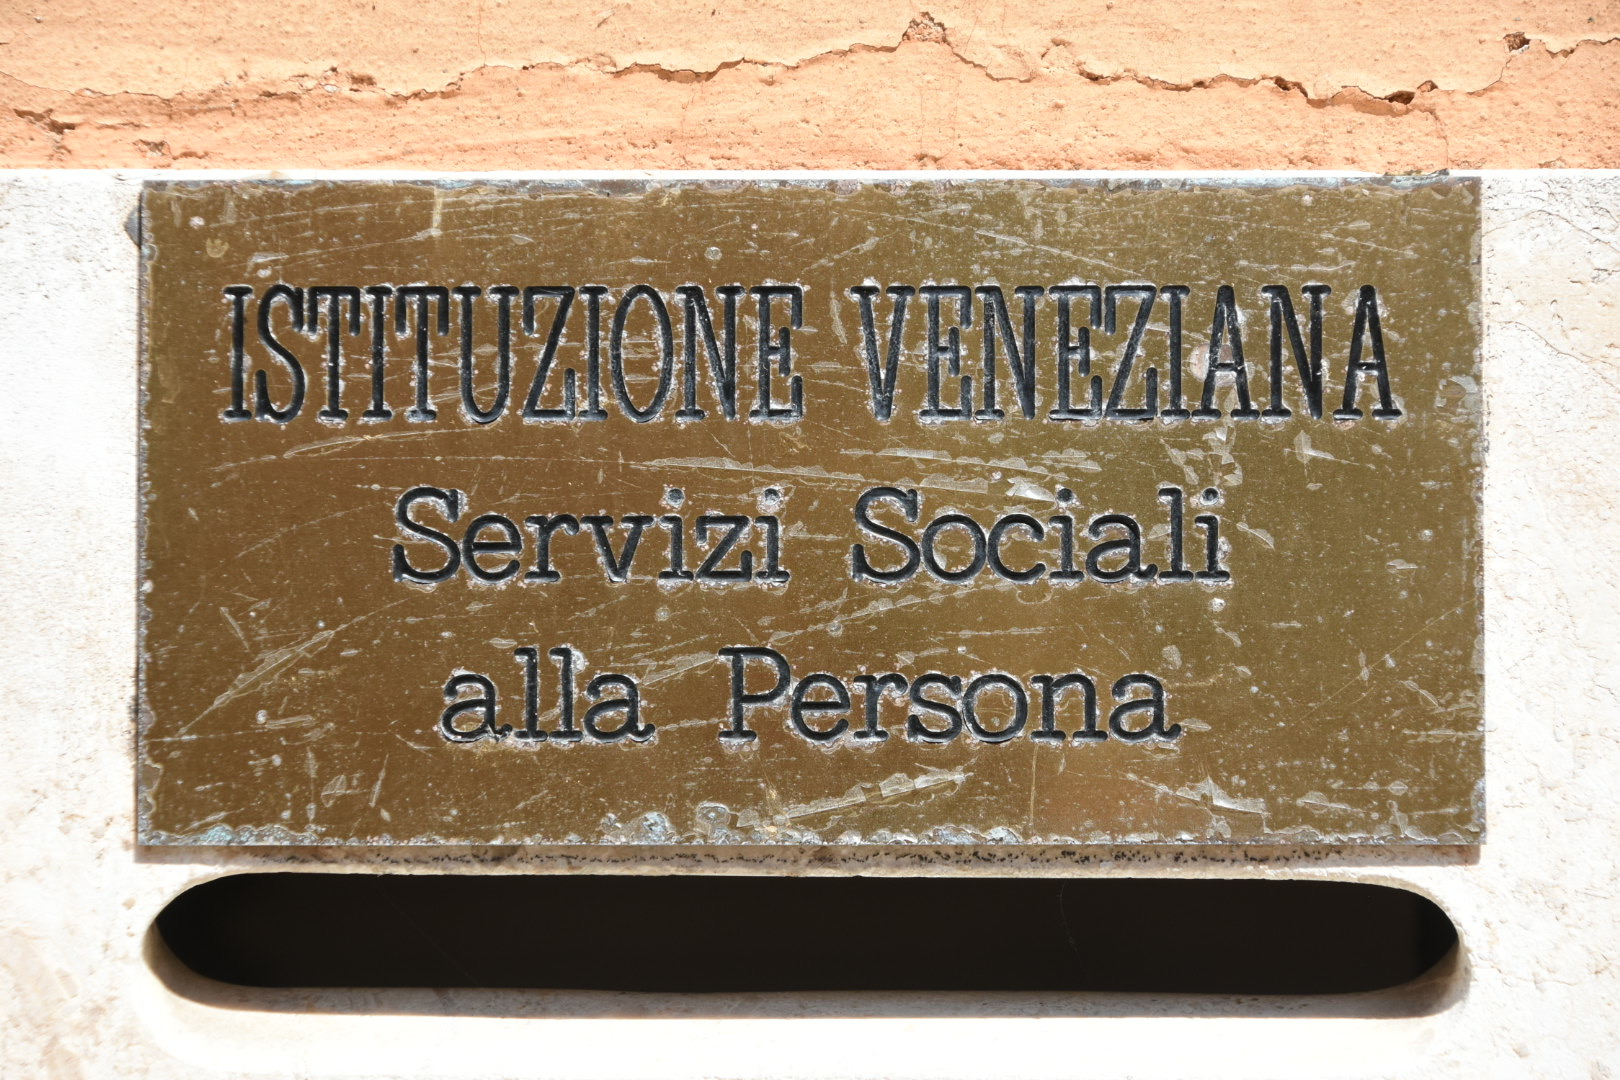 ISTITUZIONE VENEZIANA
Servizi Sociali
alla Persona